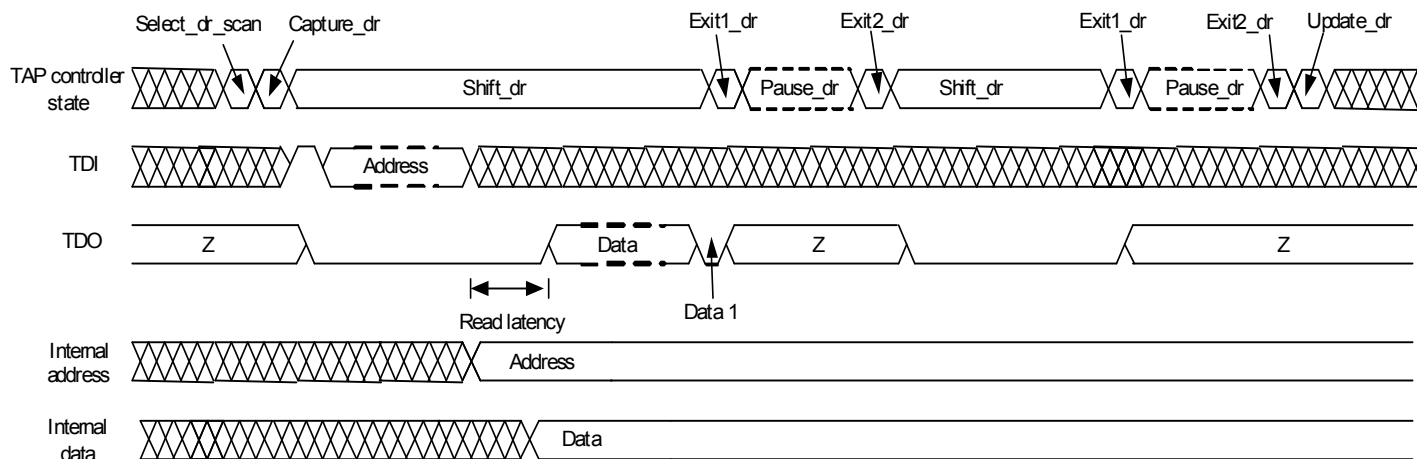 Select_dr_scan Capture_dr Exit1_dr Exit2_dr Exit1_dr Exit2_dr Update_dr
TAP controller
state
Shift_dr Pause_dr Shift_dr Pause_dr
TDI
Address
TDO
Z Data Z Z
Read latency
Data 1
Internal
address
Address
Internal
data
Data